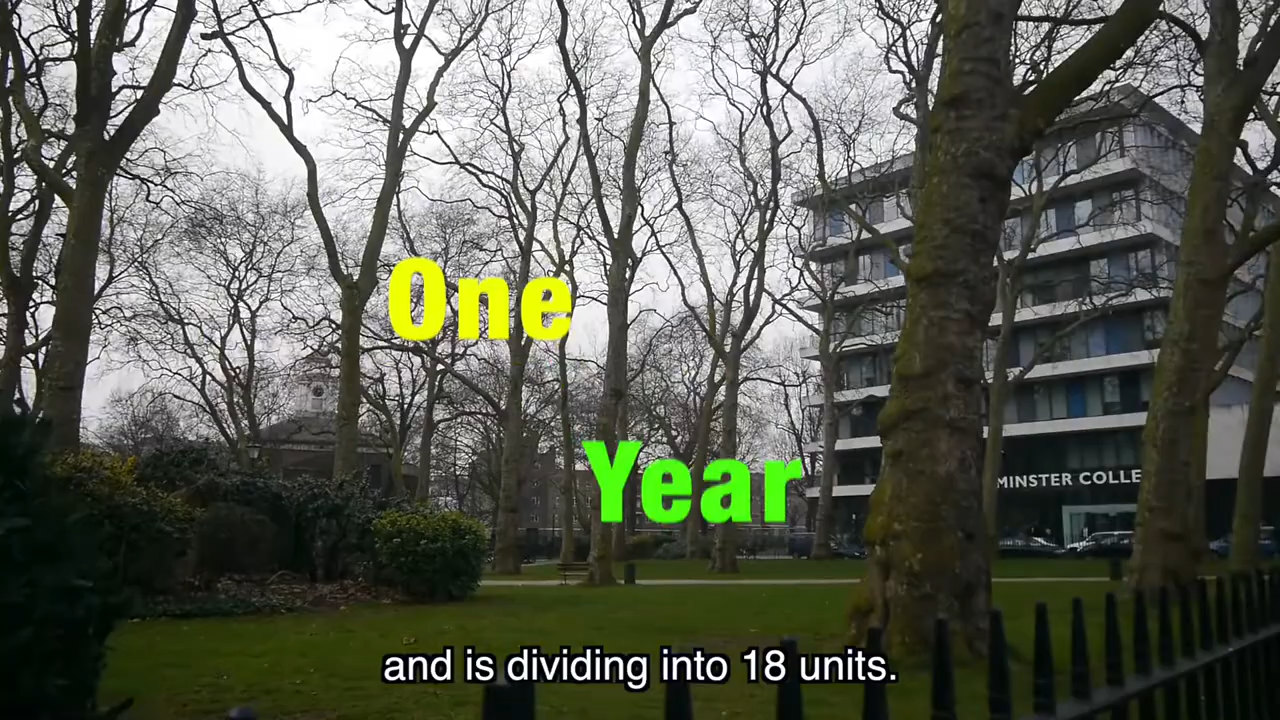 One
Year
MINSTER COLLE
and is dividing into 18 units.